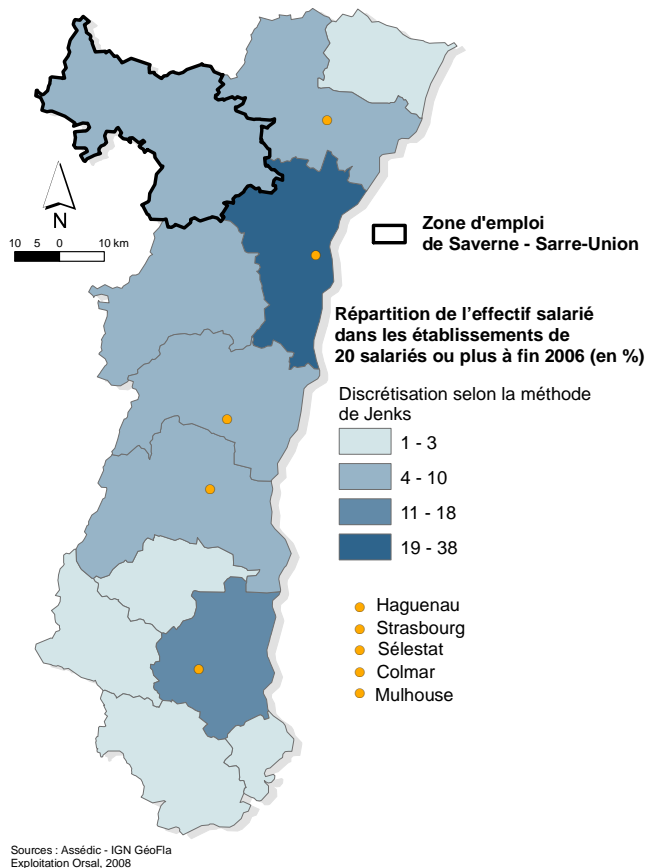 N
10 5 0 10 km
Zone d'emploi
de Saverne - Sarre-Union
Répartition de l’effectif salarié
dans les établissements de
20 salariés ou plus à fin 2006 (en %)
Discrétisation selon la méthode
de Jenks
1 - 3
4 - 10
11 - 18
19 - 38
Haguenau
Strasbourg
Sélestat
Colmar
Mulhouse
Sources : Assédic - IGN GéoFla
Exploitation Orsal, 2008